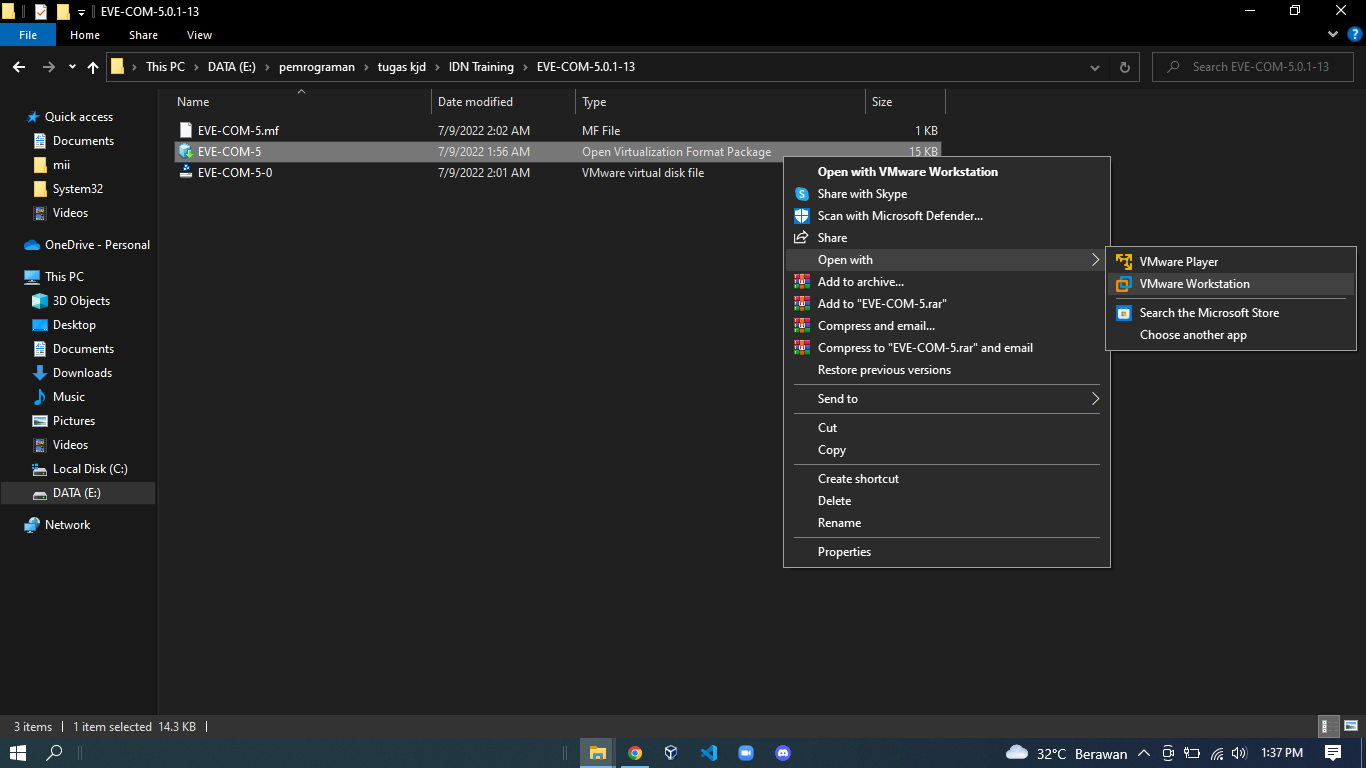 EVE-COM-5.0.1-13
File Home Share View
This PC DATA (E:) pemrograman tugas kjd IDN Training EVE-COM-5.0.1-13
Search EVE-COM-5.0.1-13
Quick access
Documents
mii
System32
Videos
OneDrive - Personal
This PC
3D Objects
Desktop
Documents
Downloads
Music
Pictures
Videos
Local Disk (C:)
DATA (E:)
Network
Name Date modified Type Size
EVE-COM-5.mf 7/9/2022 2:02 AM MF File 1 KB
EVE-COM-5 7/9/2022 1:56 AM Open Virtualization Format Package 15 KB
EVE-COM-5-0 7/9/2022 2:01 AM VMware virtual disk file
Open with VMware Workstation
Share with Skype
Scan with Microsoft Defender...
Share
Open with
Add to archive...
Add to "EVE-COM-5.rar"
Compress and email...
Compress to "EVE-COM-5.rar" and email
Restore previous versions
Send to
Cut
Copy
Create shortcut
Delete
Rename
Properties
VMware Player
VMware Workstation
Search the Microsoft Store
Choose another app
3 items 1 item selected 14.3 KB
32°C Berawan 1:37 PM